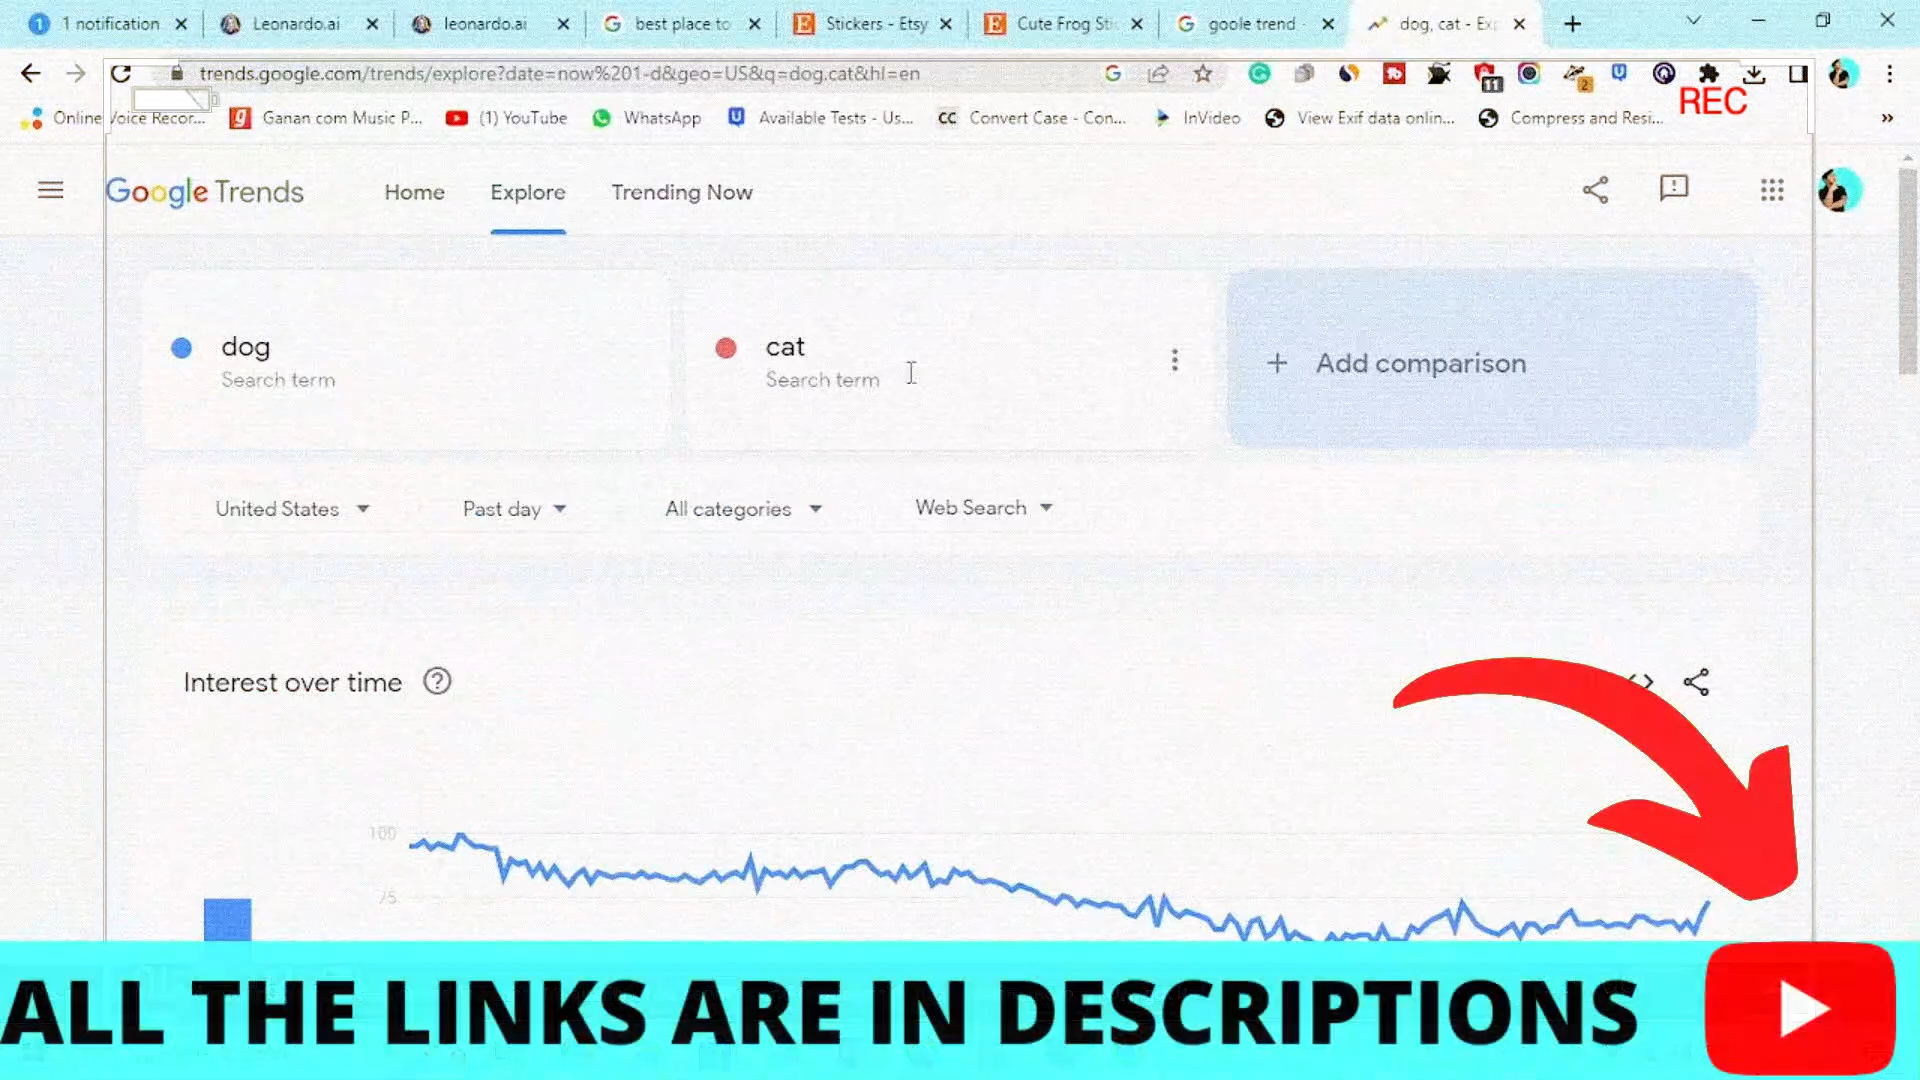 1 notification
Leonardo.ai
leonardo.ai
best place to
Stickers - Etsy
Cute Frog Sti
goole trend
dog, cat - Ex
trends.google.com/trends/explore?date=now%201-d&geo=US&q=dog,cat&hl=en
11
2
REC
Online Voice Recor...
Ganan com Music P...
(1) YouTube
WhatsApp
Available Tests - Us...
CC Convert Case - Con...
InVideo
View Exif data onlin...
Compress and Resi...
»
Google Trends
Home
Explore
Trending Now
dog
Search term
cat
Search term
+ Add comparison
United States
Past day
All categories
Web Search
Interest over time
100
75
ALL THE LINKS ARE IN DESCRIPTIONS